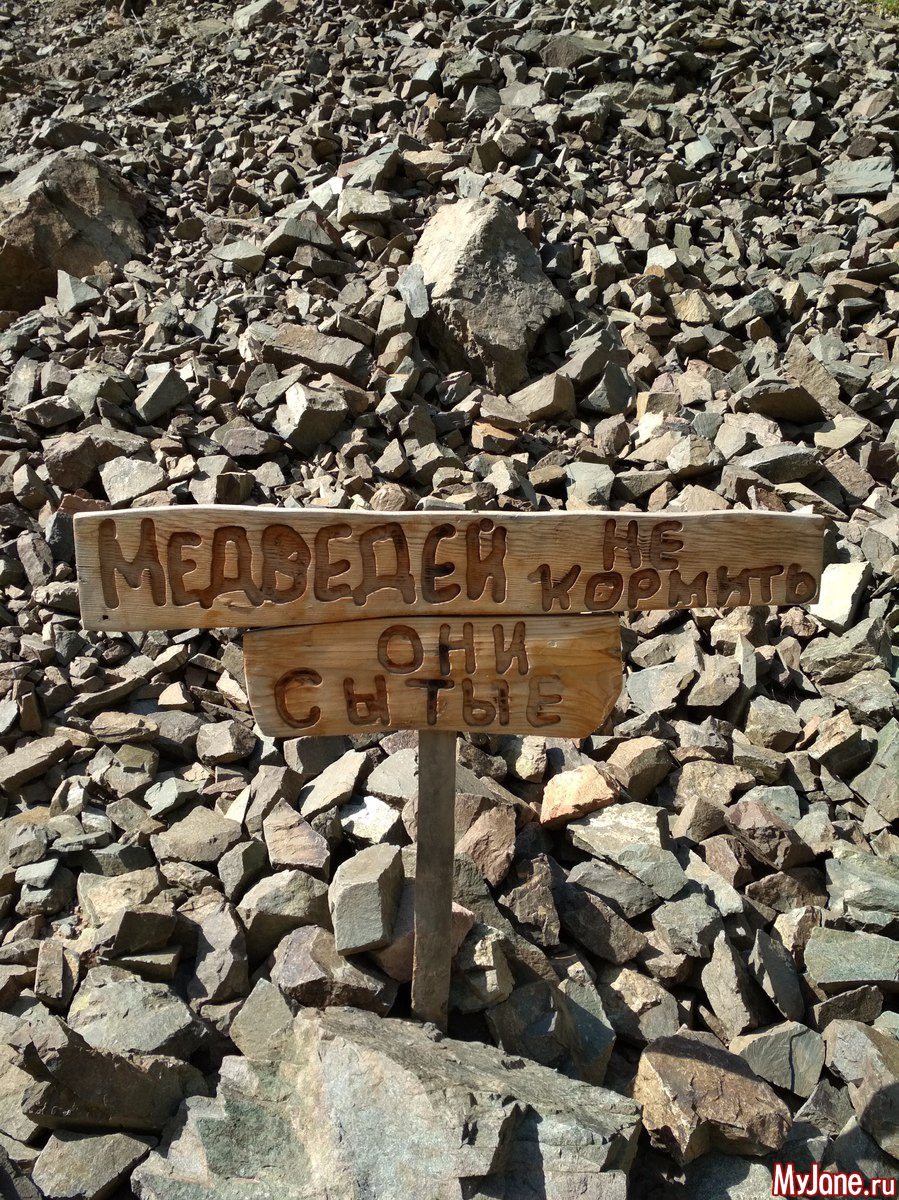 Медведей не кормить
они
сытые
MyJane.ru